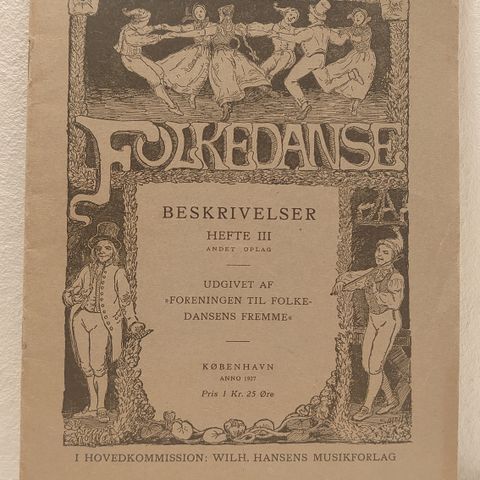 FOLKEDANSE
BESKRIVELSER
HEFTE III
ANDET OPLAG
UDGIVET AF
»FORENINGEN TIL FOLKE-
DANSENS FREMME«
KØBENHAVN
ANNO 1927
Pris 1 Kr. 25 Øre
I HOVEDKOMMISSION: WILH. HANSENS MUSIKFORLAG